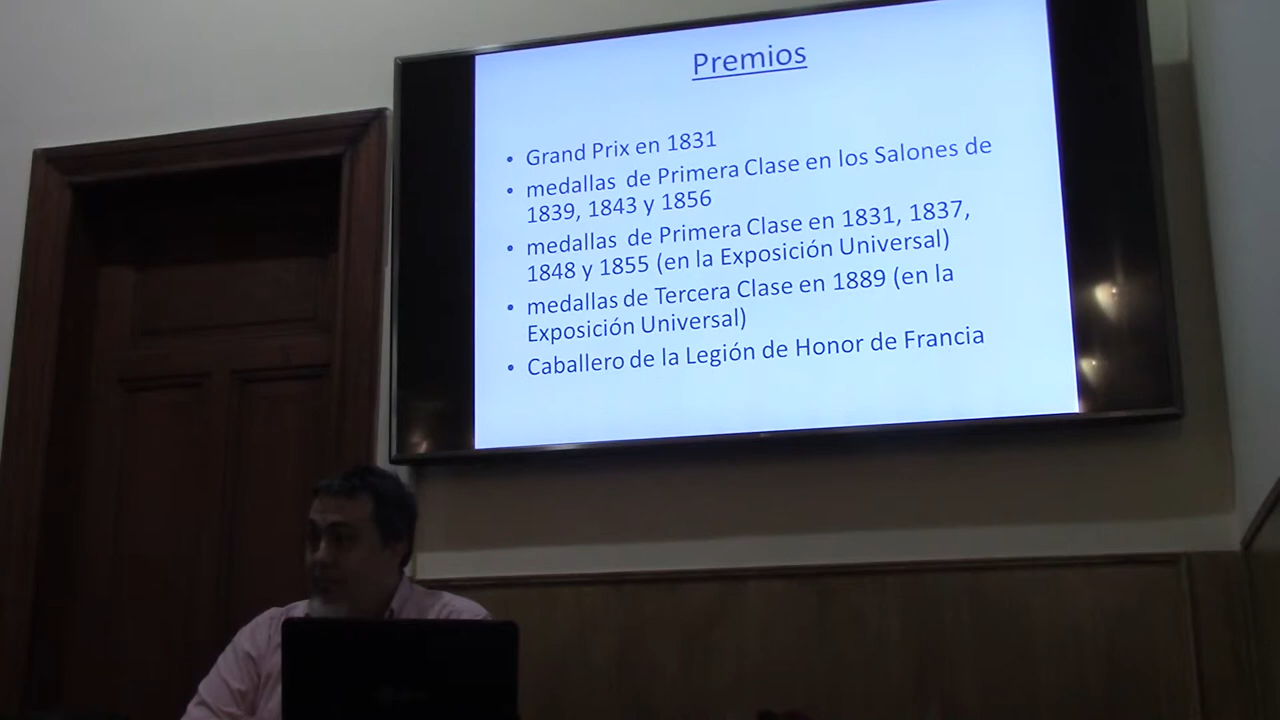 Premios
• Grand Prix en 1831
• medallas de Primera Clase en los Salones de
1839, 1843 y 1856
• medallas de Primera Clase en 1831, 1837,
1848 y 1855 (en la Exposición Universal)
• medallas de Tercera Clase en 1889 (en la
Exposición Universal)
• Caballero de la Legión de Honor de Francia